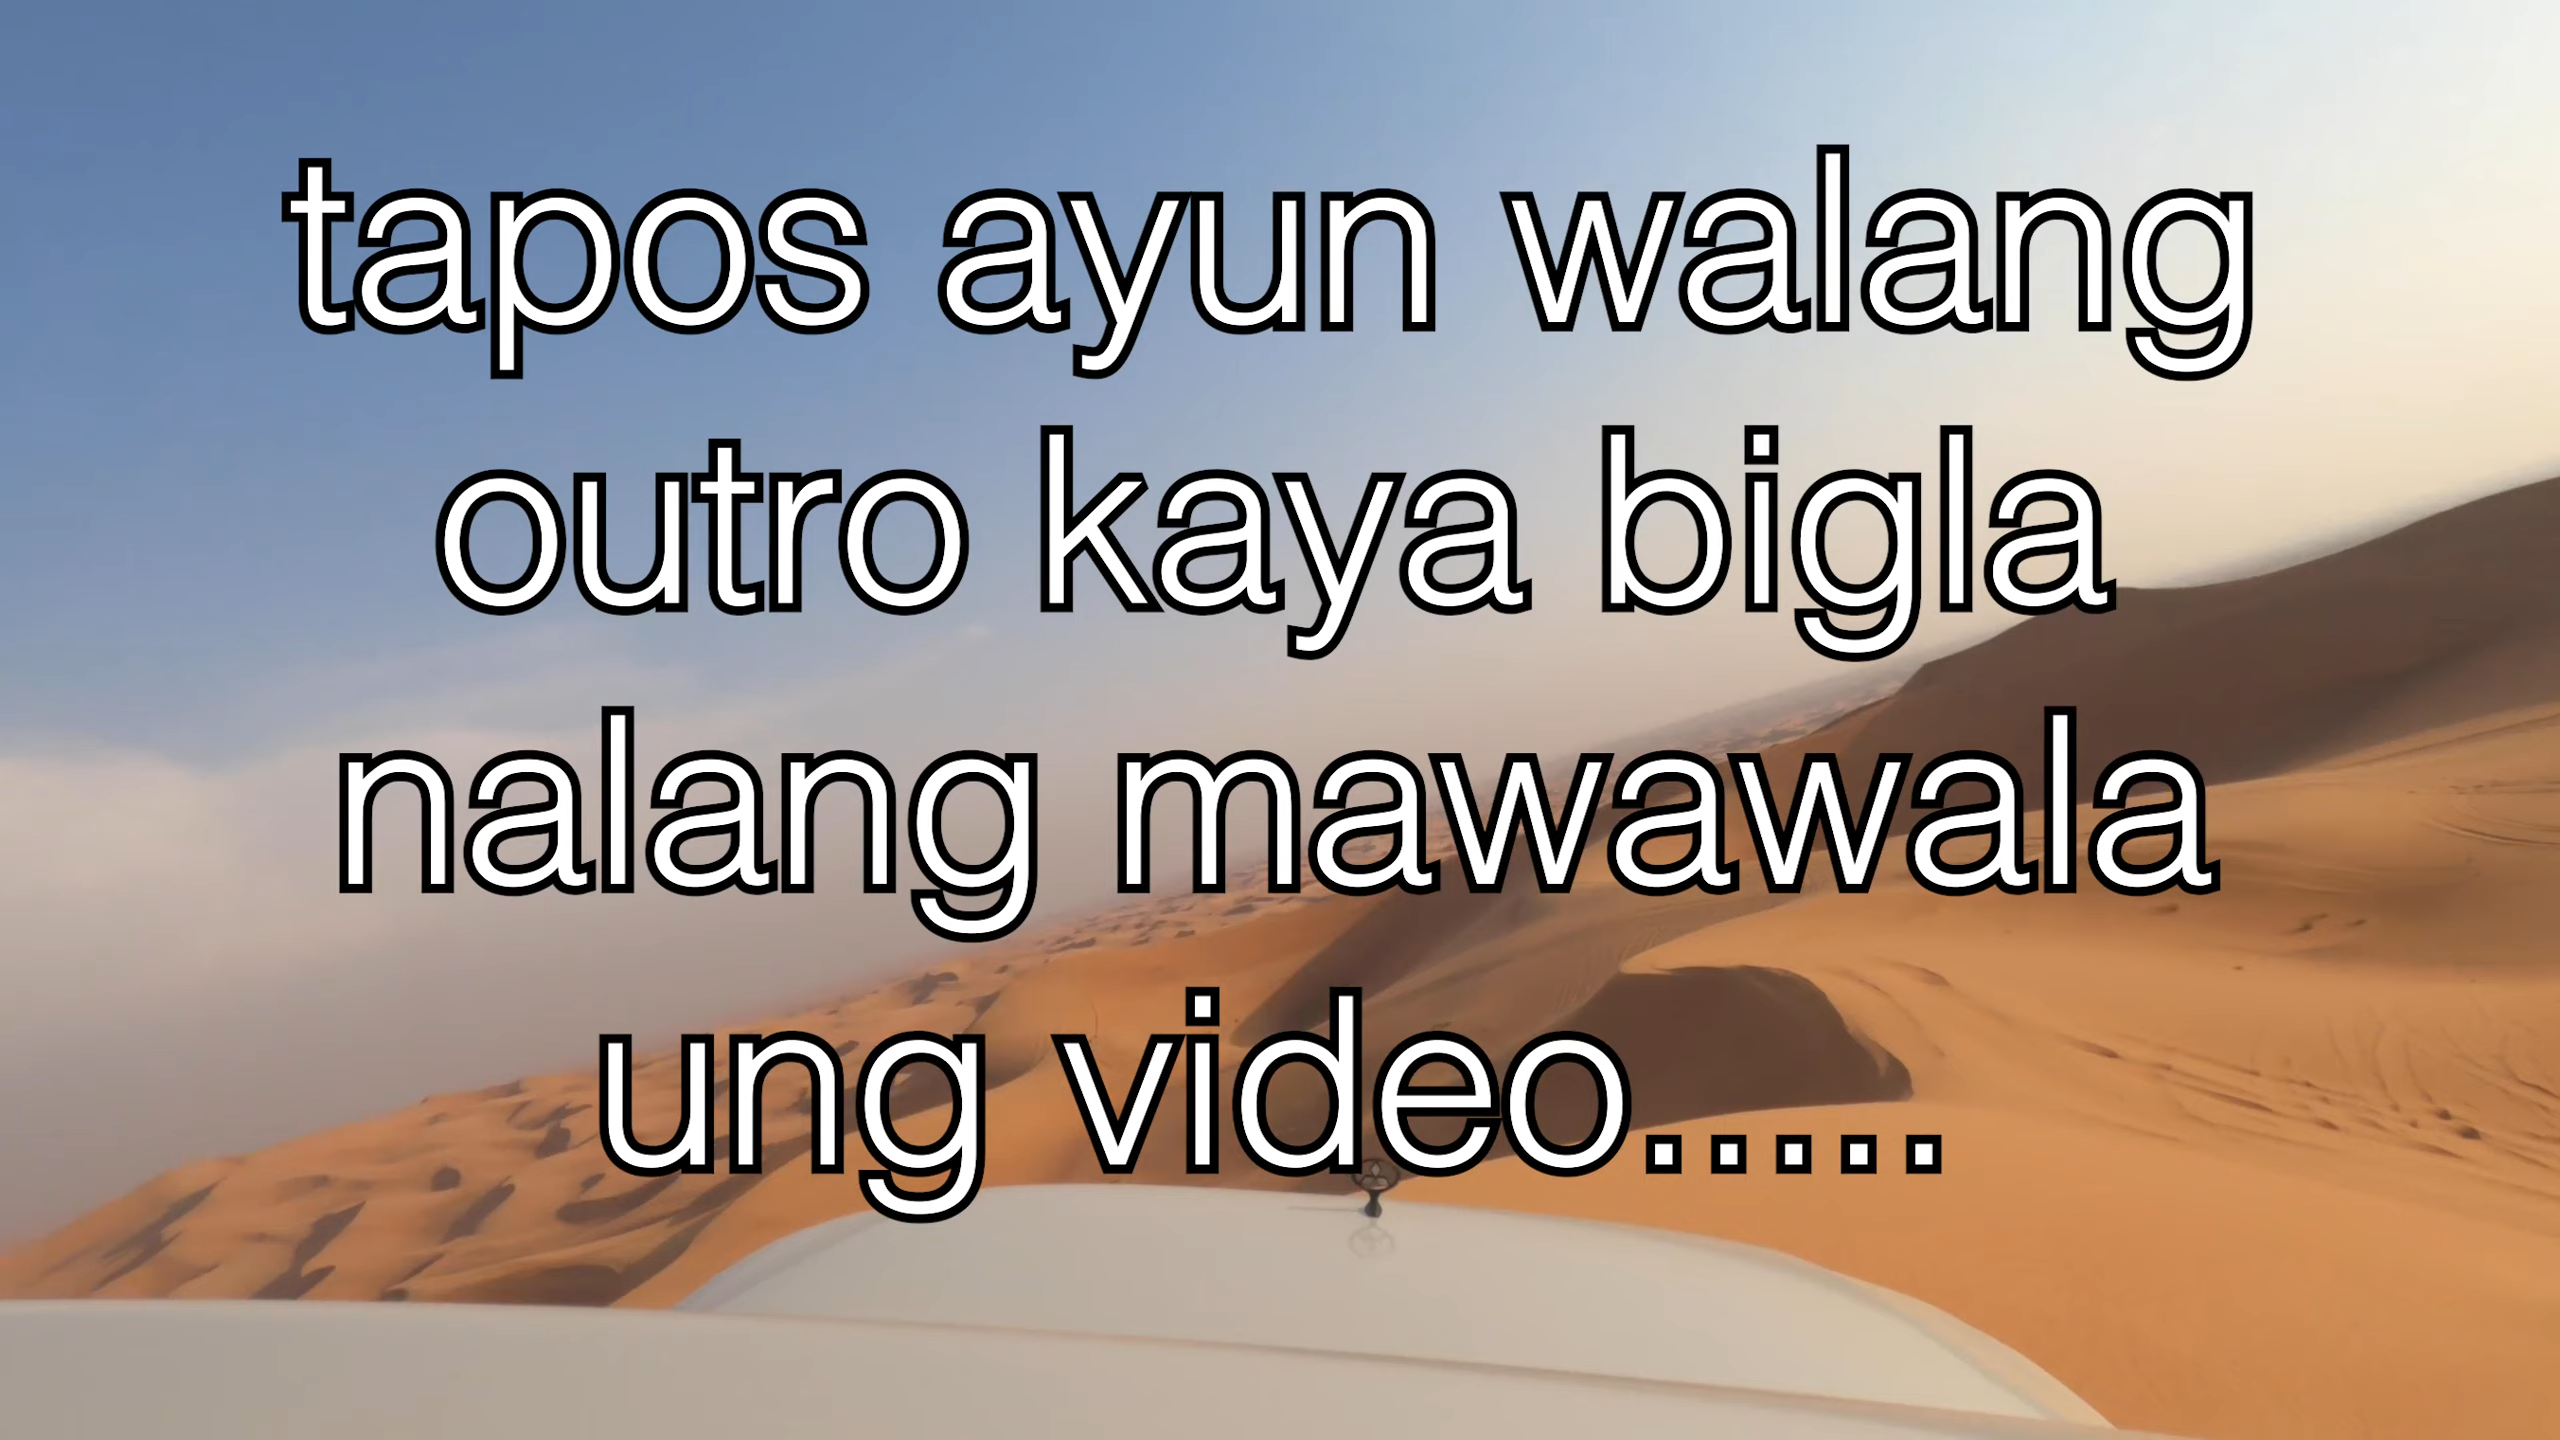 tapos ayun walang
outro kaya bigla
nalang mawawala
ung video.....